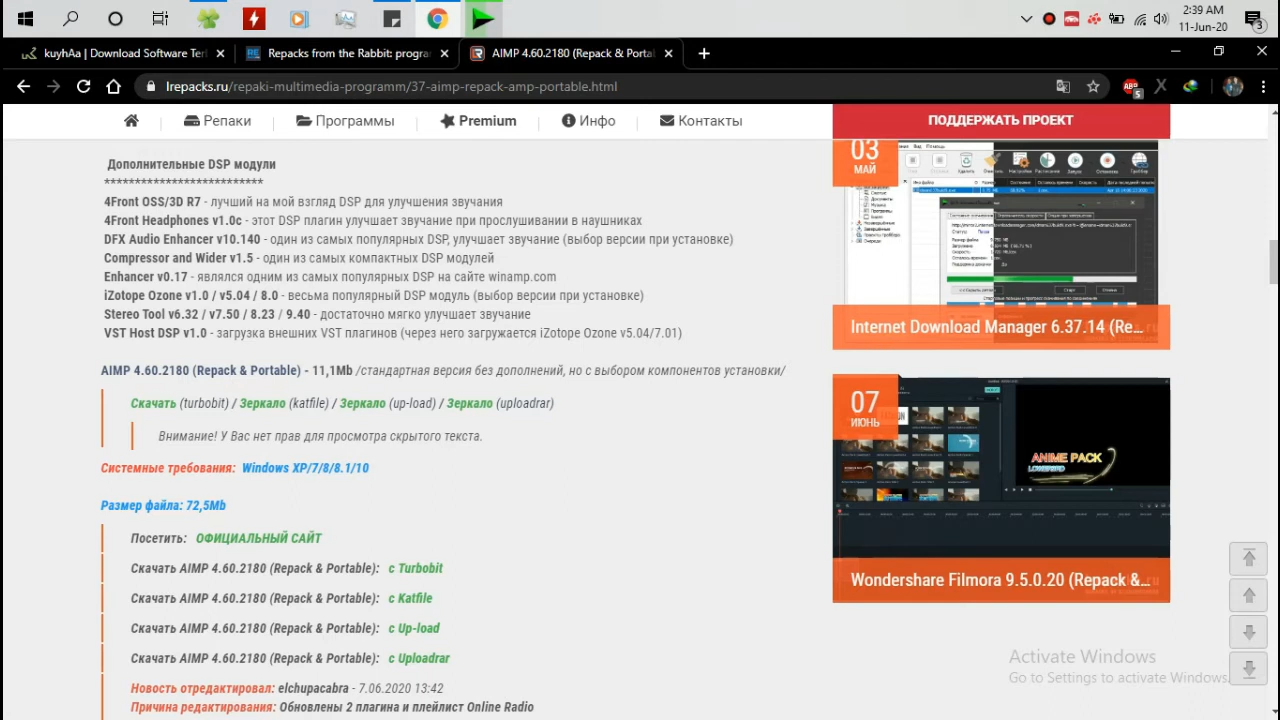 2:39 AM
11-Jun-20
3
kuyhAa | Download Software Ter
Repacks from the Rabbit: progra
AIMP 4.60.2180 (Repack & Porta
lrepacks.ru/repaki-multimedia-programm/37-aimp-repack-amp-portable.html
ABP
5
Репаки
Программы
Premium
Инфо
Контакты
ПОДДЕРЖАТЬ ПРОЕКТ
Дополнительные DSP модули
**************************
4Front OSS/3D R7 - лучший на мой взгляд DSP для улучшения звучания
4Front Headphones v1.0c - этот DSP плагин улучшает звучание при прослушивании в наушниках
DFX Audio Enhancer v10.140 - один из самых популярных DSP, улучшает звучание (выбор версии при установке)
Compressor and Wider v1.5 - один из самых компактных DSP модулей
Enhancer v0.17 - являлся одним из самых популярных DSP на сайте winamp.com
iZotope Ozone v1.0 / v5.04 / 8.0 - весьма популярный DSP модуль (выбор версии при установке)
Stereo Tool v6.32 / v7.50 / 8.23 / 9.40 - довольно мягко улучшает звучание
VST Host DSP v1.0 - загрузка внешних VST плагинов (через него загружается iZotope Ozone v5.04/7.01)
AIMP 4.60.2180 (Repack & Portable) - 11,1Mb /стандартная версия без дополнений, но с выбором компонентов установки/
Скачать (turbobit) / Зеркало (katfile) / Зеркало (up-load) / Зеркало (uploadrar)
Внимание! У Вас нет прав для просмотра скрытого текста.
Системные требования: Windows XP/7/8/8.1/10
Размер файла: 72,5Mb
Посетить: ОФИЦИАЛЬНЫЙ САЙТ
Скачать AIMP 4.60.2180 (Repack & Portable): с Turbobit
Скачать AIMP 4.60.2180 (Repack & Portable): с Katfile
Скачать AIMP 4.60.2180 (Repack & Portable): с Up-load
Скачать AIMP 4.60.2180 (Repack & Portable): с Uploadrar
Новость отредактировал: elchupacabra - 7.06.2020 13:42
Причина редактирования: Обновлены 2 плагина и плейлист Online Radio
03
МАЙ
Internet Download Manager 6.37.14 (Re...
07
ИЮНЬ
ANIME PACK
LOWERBIRD
Wondershare Filmora 9.5.0.20 (Repack &...
Activate Windows
Go to Settings to activate Windows.